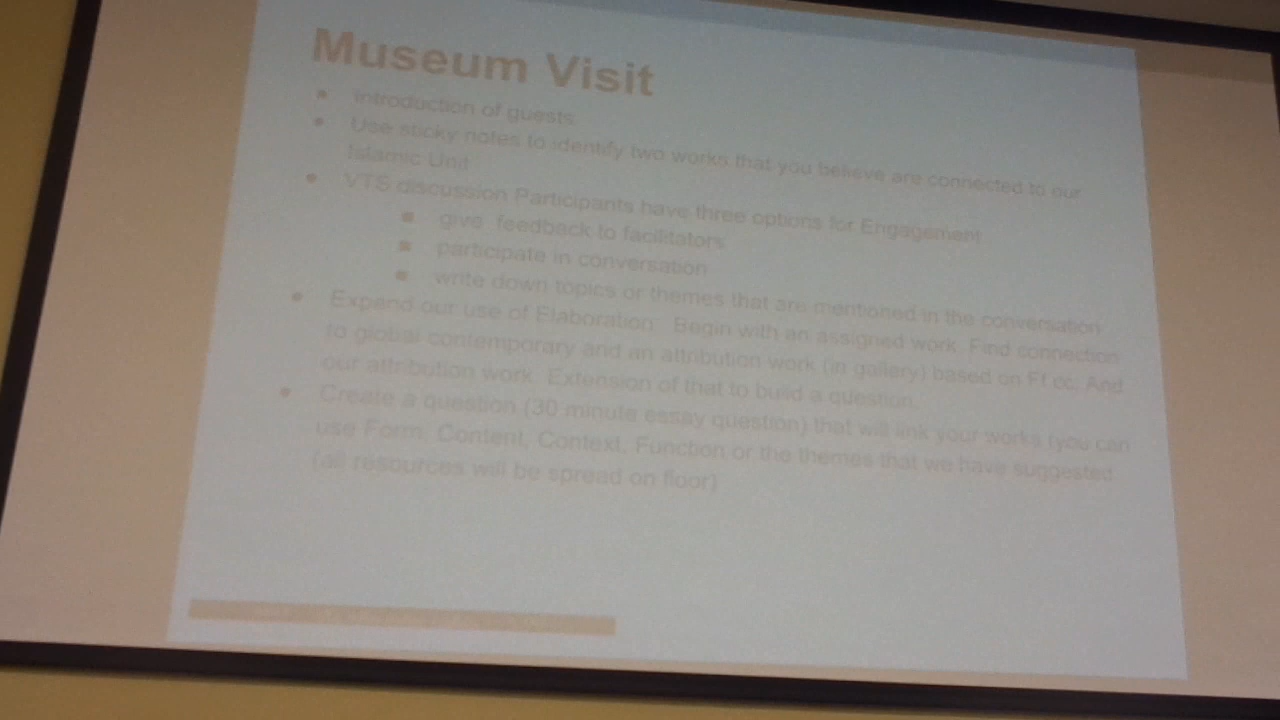 Museum Visit
introduction of guests
Use sticky notes to identify two works that you believe are connected to our
Islamic Unit
VTS discussion Participants have three options for Engagement
give feedback to facilitators
participate in conversation
write down topics or themes that are mentioned in the conversation
Expand our use of Elaboration. Begin with an assigned work. Find connection
to global contemporary and an attribution work (in gallery) based on Ff cc. And
our attribution work. Extension of that to build a question.
Create a question (30 minute essay question) that will link your works (you can
use Form, Content, Context, Function or the themes that we have suggested
(all resources will be spread on floor)